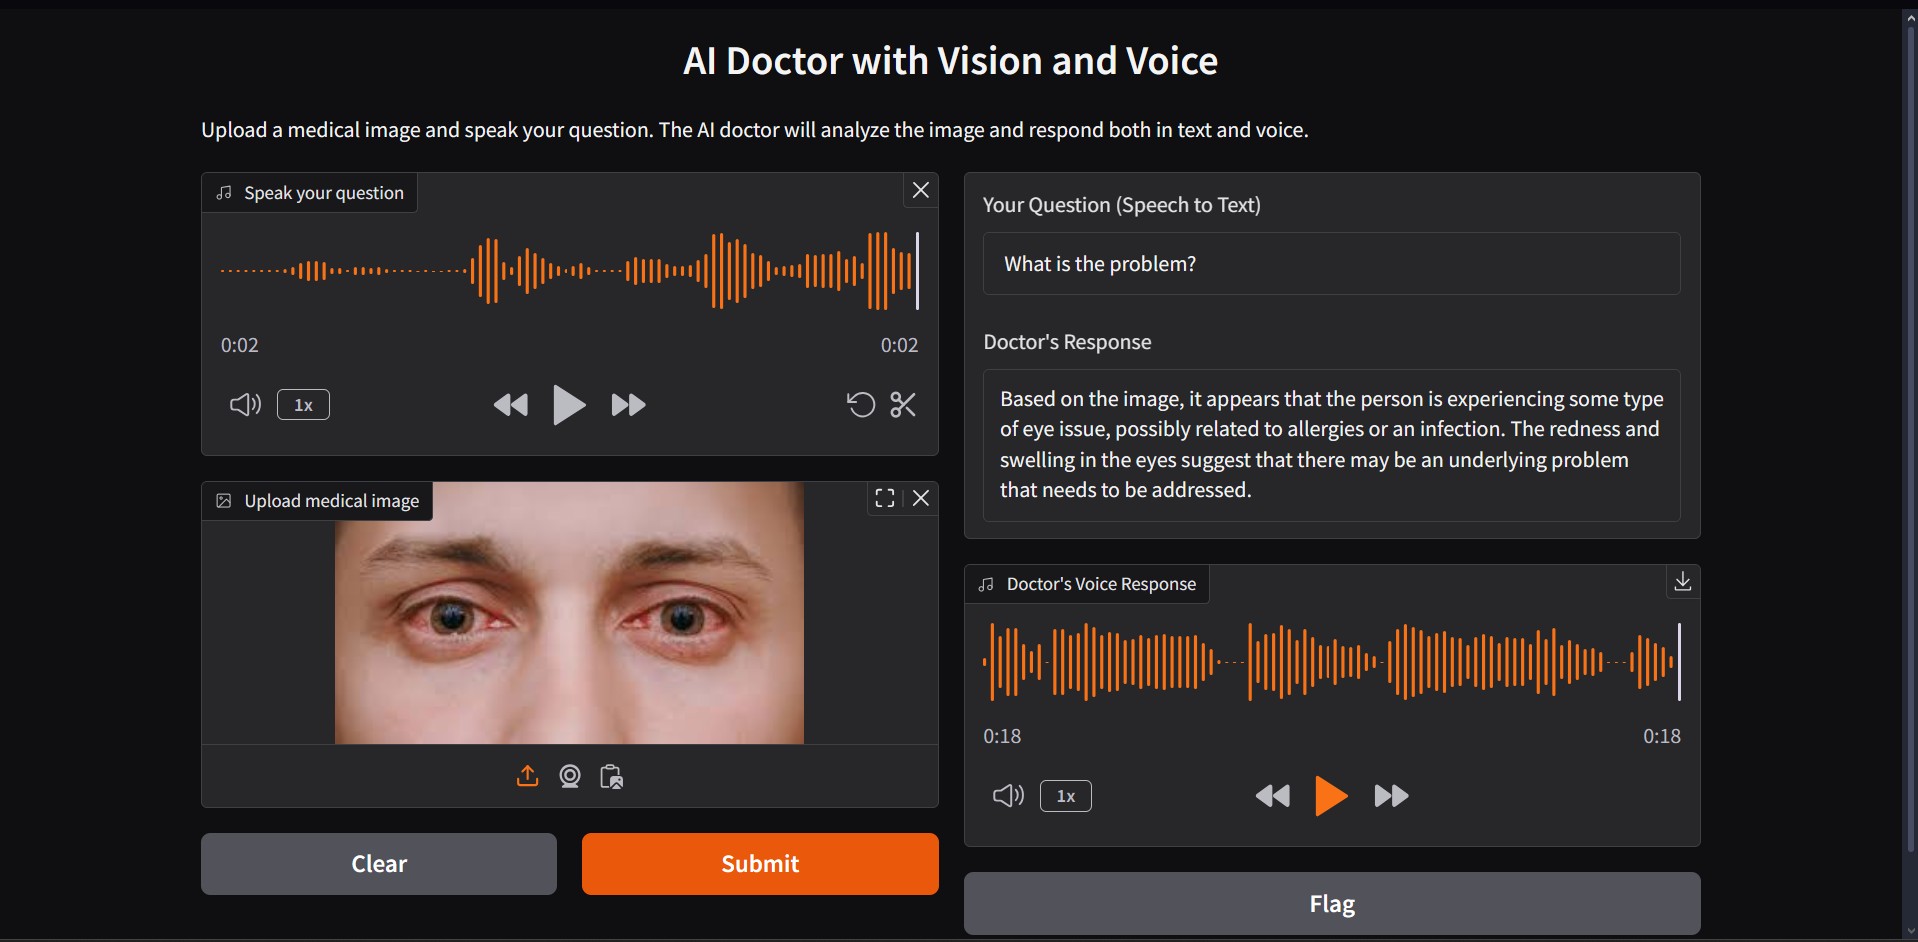 AI Doctor with Vision and Voice
Upload a medical image and speak your question. The AI doctor will analyze the image and respond both in text and voice.
Speak your question
0:02
0:02
1x
Upload medical image
Clear
Submit
Your Question (Speech to Text)
What is the problem?
Doctor's Response
Based on the image, it appears that the person is experiencing some type
of eye issue, possibly related to allergies or an infection. The redness and
swelling in the eyes suggest that there may be an underlying problem
that needs to be addressed.
Doctor's Voice Response
0:18
0:18
1x
Flag